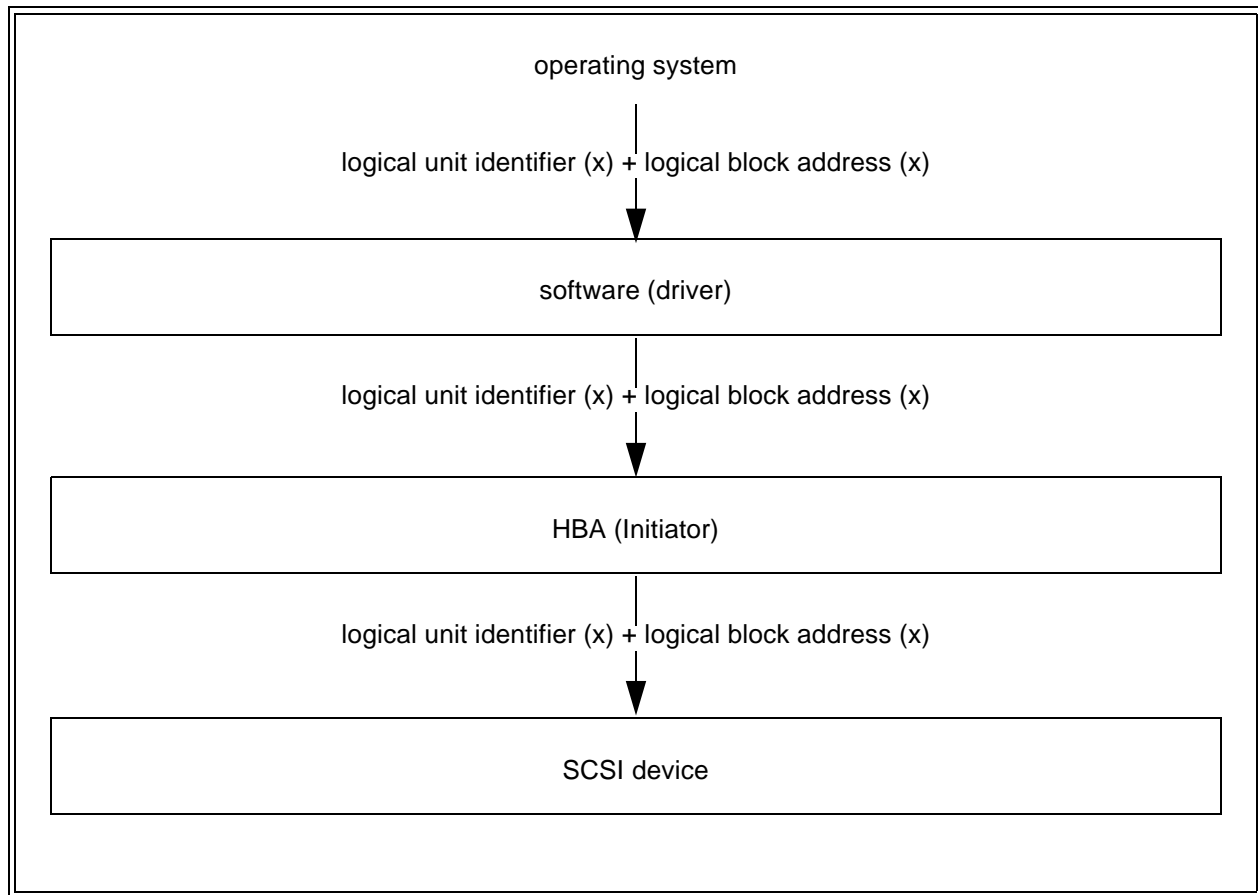 operating system
logical unit identifier (x) + logical block address (x)
software (driver)
logical unit identifier (x) + logical block address (x)
HBA (Initiator)
logical unit identifier (x) + logical block address (x)
SCSI device